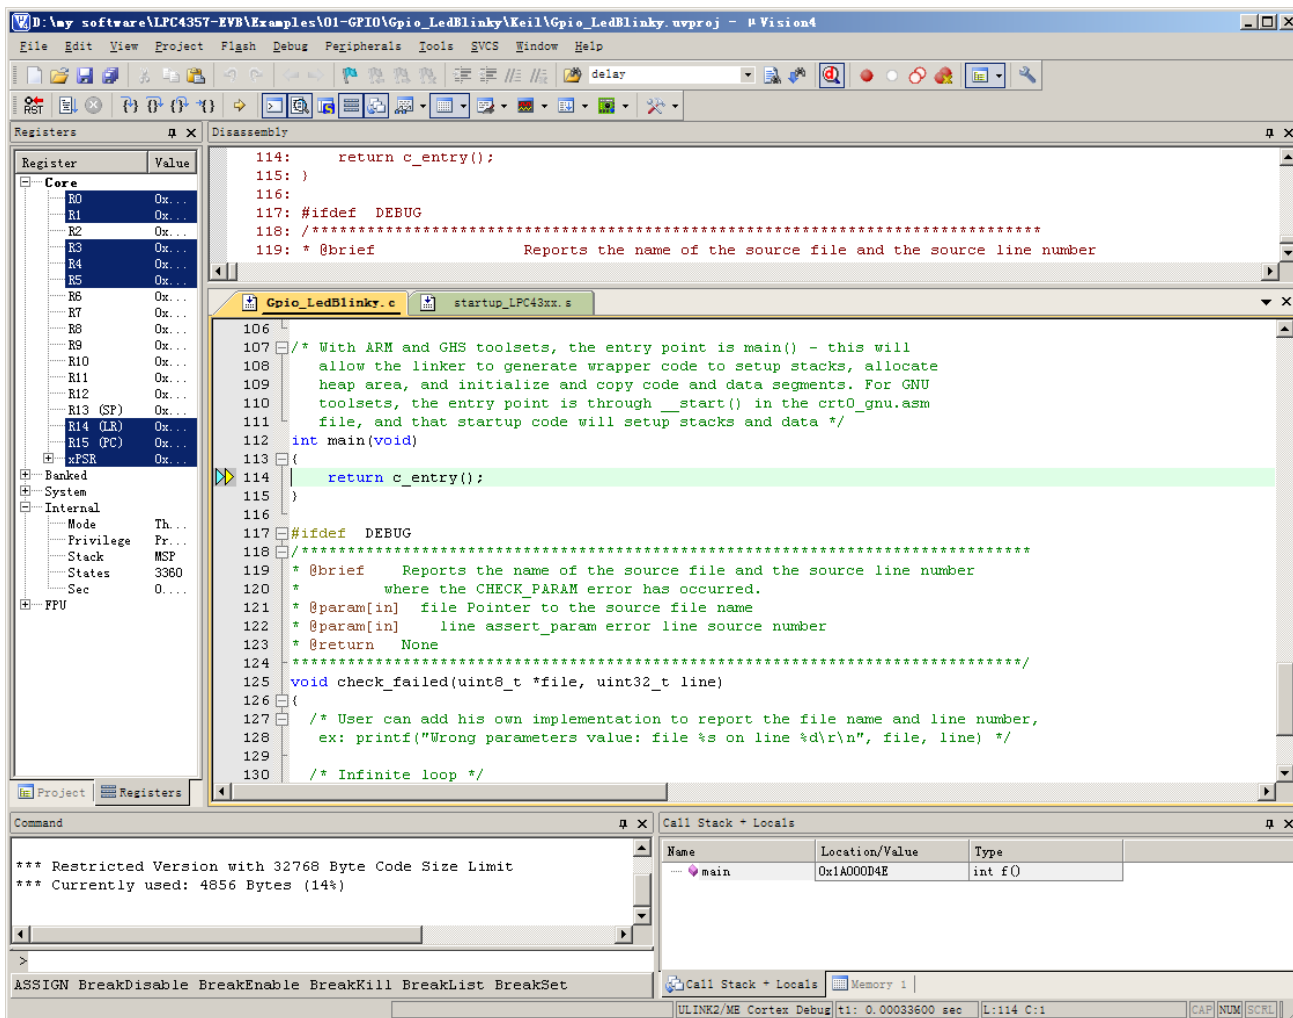 D:\my software\LPC4357-EVB\Examples\01-GPIO\Gpio_LedBlinky\Keil\Gpio_LedBlinky.uvproj - µVision4
File Edit View Project Flash Debug Peripherals Tools SVCS Window Help
delay
RST
Registers
Register Value
Core
R0 0x...
R1 0x...
R2 0x...
R3 0x...
R4 0x...
R5 0x...
R6 0x...
R7 0x...
R8 0x...
R9 0x...
R10 0x...
R11 0x...
R12 0x...
R13 (SP) 0x...
R14 (LR) 0x...
R15 (PC) 0x...
xPSR 0x...
Banked
System
Internal
Mode Th...
Privilege Pr...
Stack MSP
States 3360
Sec 0....
FPU
Project Registers
Disassembly
114: return c_entry();
115: }
116:
117: #ifdef DEBUG
118: /*******************************************************************************
119: * @brief Reports the name of the source file and the source line number
Gpio_LedBlinky.c startup_LPC43xx.s
106
107 /* With ARM and GHS toolsets, the entry point is main() - this will
108 allow the linker to generate wrapper code to setup stacks, allocate
109 heap area, and initialize and copy code and data segments. For GNU
110 toolsets, the entry point is through __start() in the crt0_gnu.asm
111 file, and that startup code will setup stacks and data */
112 int main(void)
113 {
114 return c_entry();
115 }
116
117 #ifdef DEBUG
118 /*******************************************************************************
119 * @brief Reports the name of the source file and the source line number
120 * where the CHECK_PARAM error has occurred.
121 * @param[in] file Pointer to the source file name
122 * @param[in] line assert_param error line source number
123 * @return None
124 *******************************************************************************/
125 void check_failed(uint8_t *file, uint32_t line)
126 {
127 /* User can add his own implementation to report the file name and line number,
128 ex: printf("Wrong parameters value: file %s on line %d\r\n", file, line) */
129
130 /* Infinite loop */
Command
*** Restricted Version with 32768 Byte Code Size Limit
*** Currently used: 4856 Bytes (14%)
>
ASSIGN BreakDisable BreakEnable BreakKill BreakList BreakSet
Call Stack + Locals
Name Location/Value Type
main 0x1A000D4E int f()
Call Stack + Locals Memory 1
ULINK2/ME Cortex Debug t1: 0.00033600 sec L:114 C:1 CAP NUM SCRL